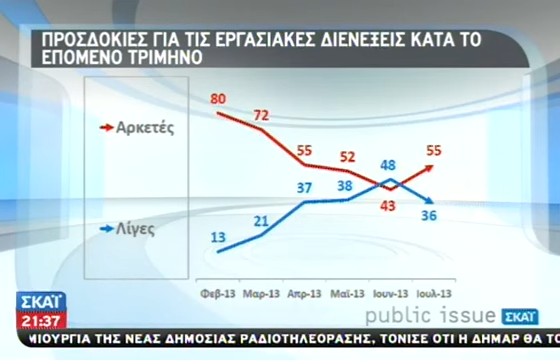 ΠΡΟΣΔΟΚΙΕΣ ΓΙΑ ΤΙΣ ΕΡΓΑΣΙΑΚΕΣ ΔΙΕΝΕΞΕΙΣ ΚΑΤΑ ΤΟ
ΕΠΟΜΕΝΟ ΤΡΙΜΗΝΟ
Αρκετές
Λίγες
80
72
55
52
43
55
13
21
37
38
48
36
Φεβ-13 Μαρ-13 Απρ-13 Μαϊ-13 Ιουν-13 Ιουλ-13
public issue ΣΚΑΪ
ΣΚΑΪ
21:37
ΜΙΟΥΡΓΙΑ ΤΗΣ ΝΕΑΣ ΔΗΜΟΣΙΑΣ ΡΑΔΙΟΤΗΛΕΟΡΑΣΗΣ, ΤΟΝΙΣΕ ΟΤΙ Η ΔΗΜΑΡ ΘΑ ΤΟ